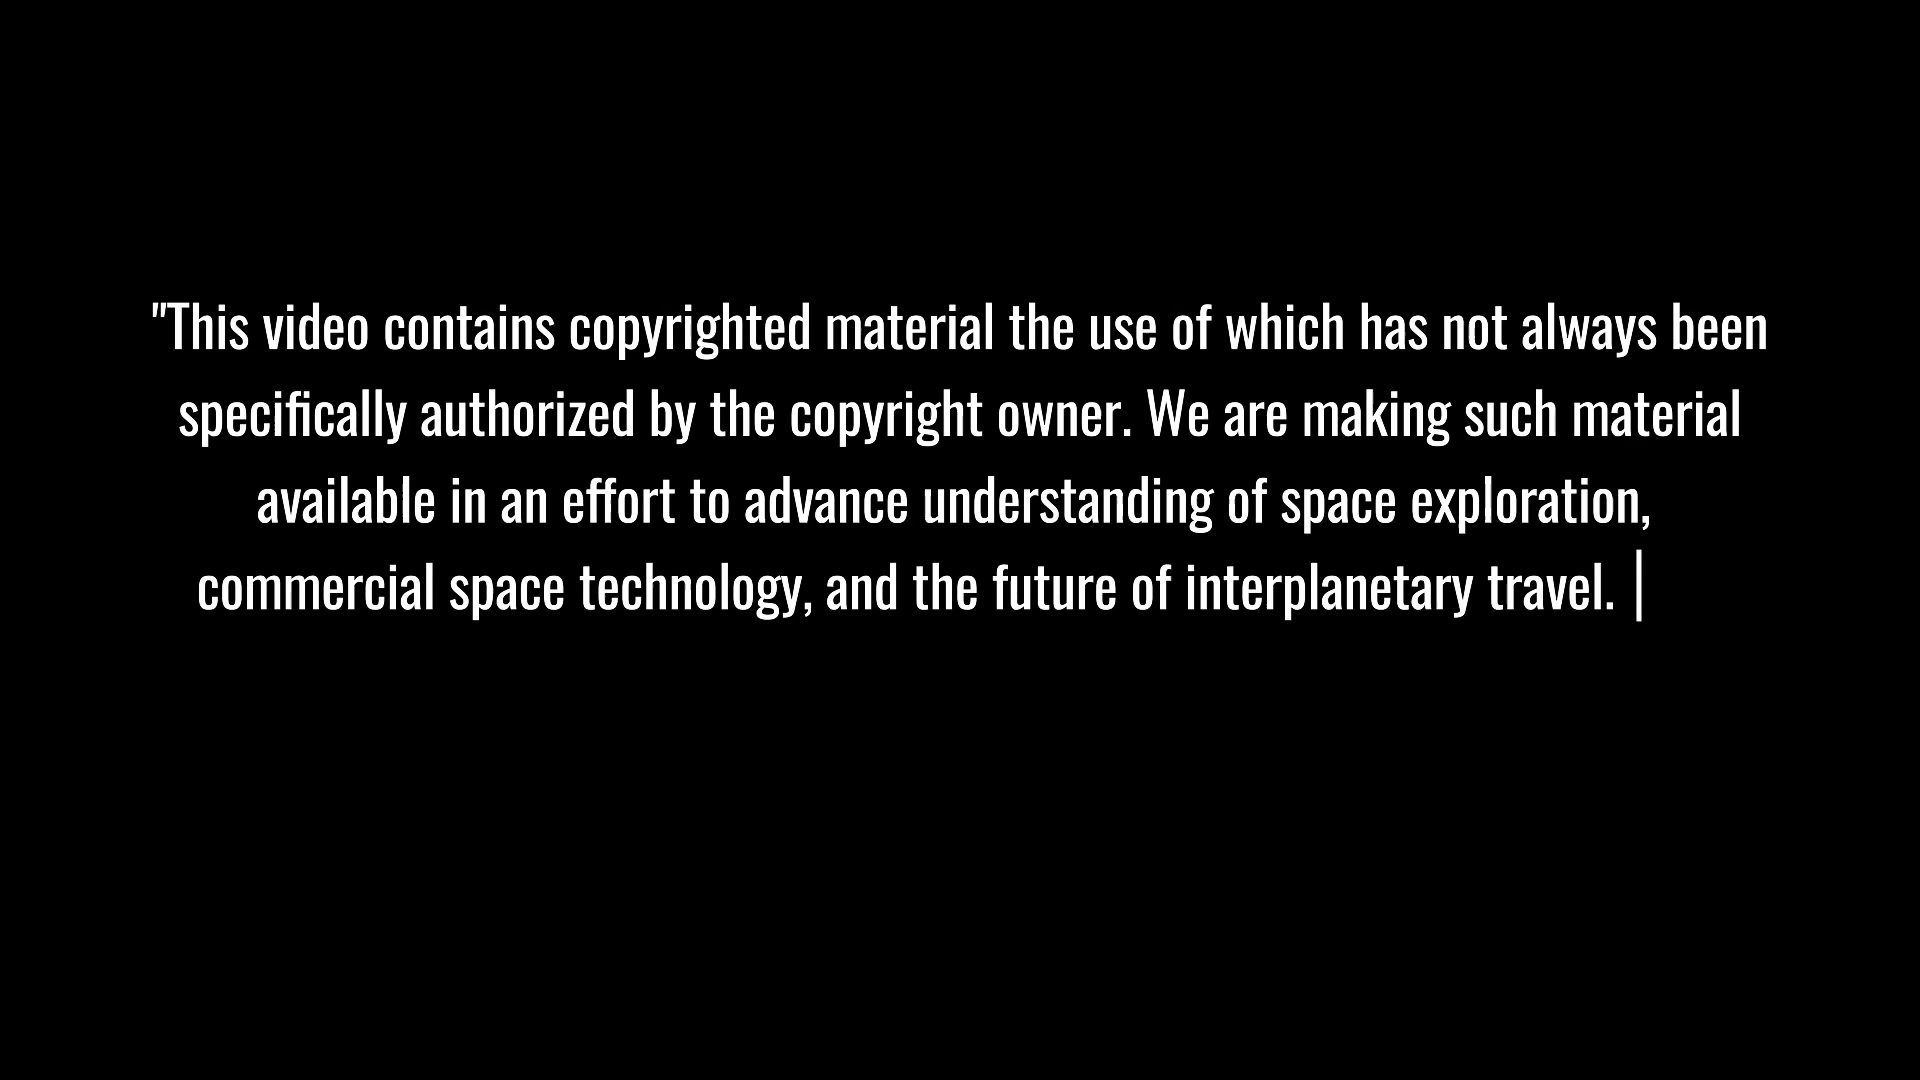 "This video contains copyrighted material the use of which has not always been
specifically authorized by the copyright owner. We are making such material
available in an effort to advance understanding of space exploration,
commercial space technology, and the future of interplanetary travel. |